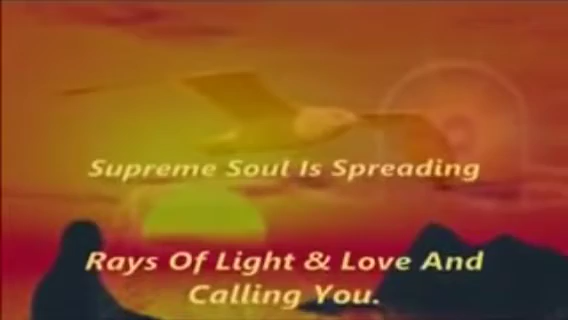 Supreme Soul Is Spreading
Rays Of Light & Love And
Calling You.